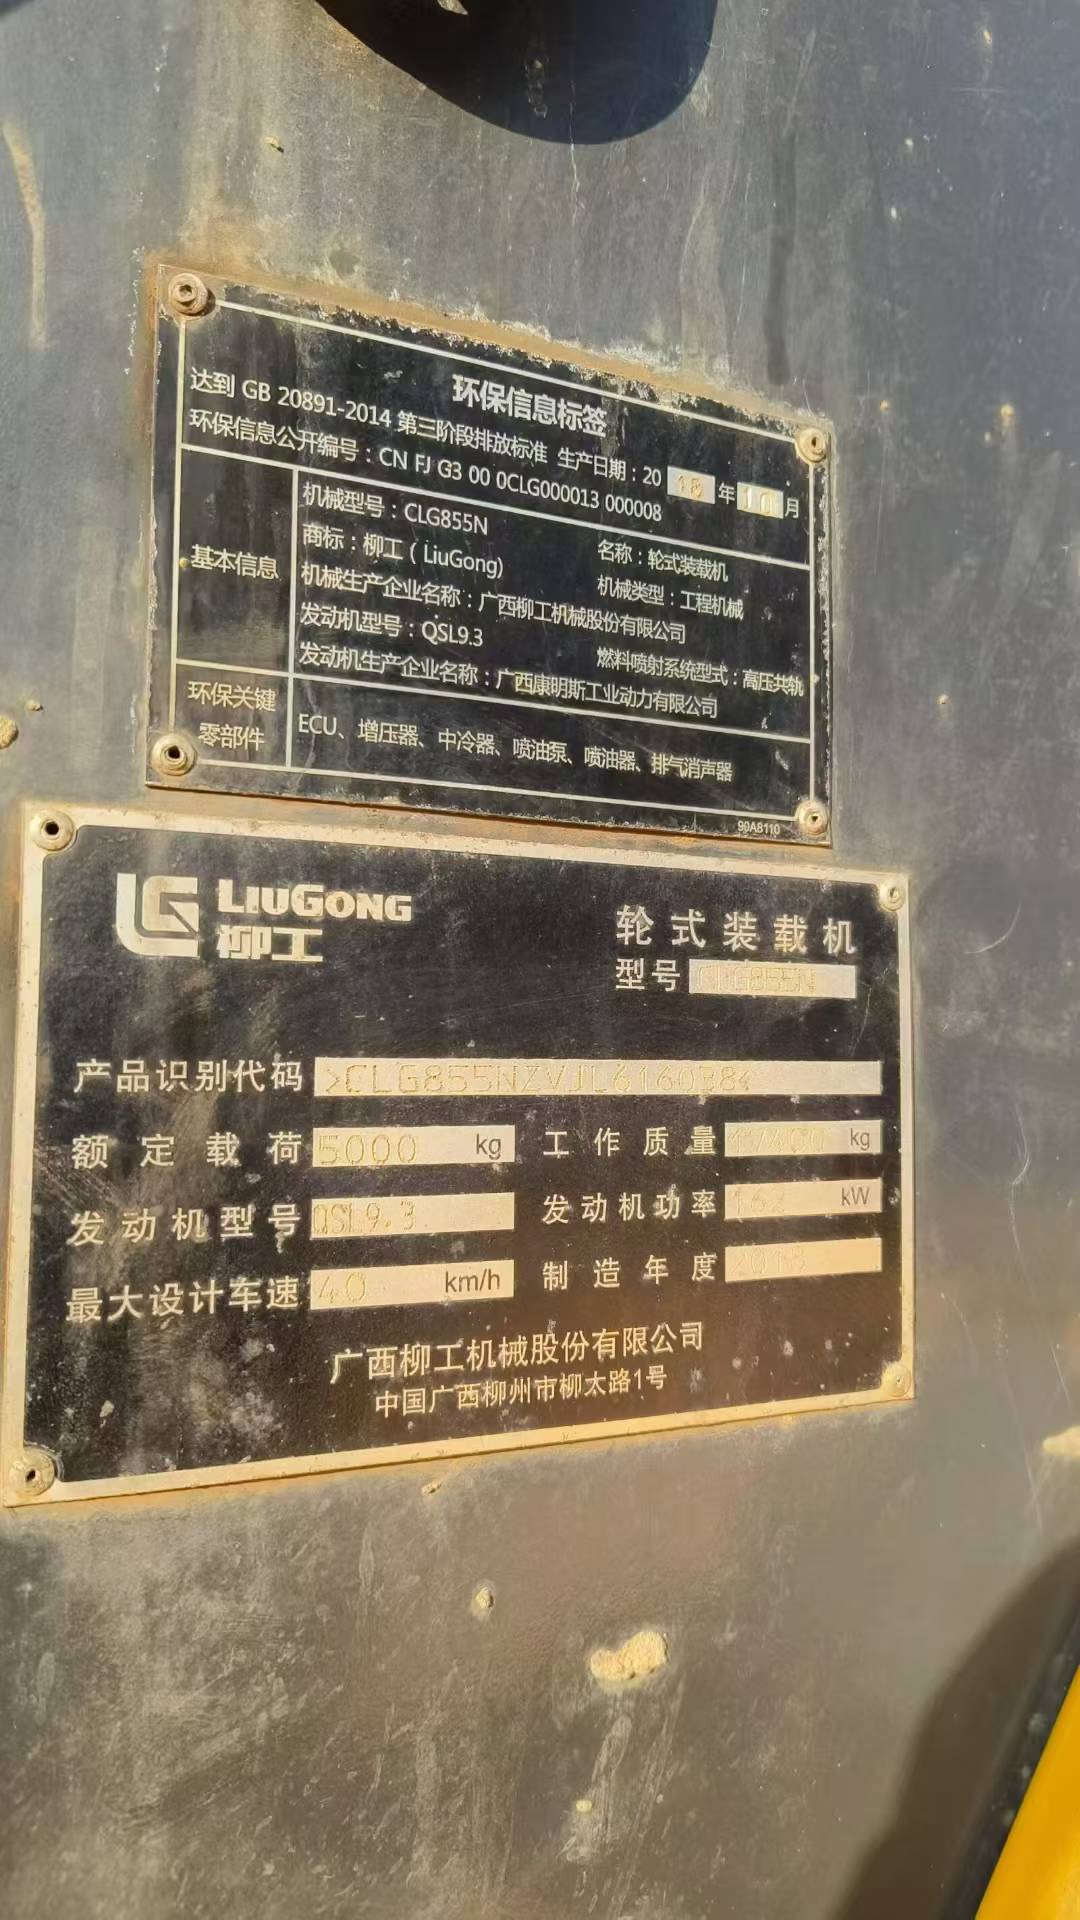 环保信息标签
达到 GB 20891-2014 第三阶段排放标准 生产日期：20 18 年 10 月
环保信息公开编号：CN FJ G3 00 0CLG000013 000008
基本信息
机械型号：CLG855N 名称：轮式装载机
商标：柳工（LiuGong) 机械类型：工程机械
机械生产企业名称：广西柳工机械股份有限公司
发动机型号：QSL9.3 燃料喷射系统型式：高压共轨
发动机生产企业名称：广西康明斯工业动力有限公司
环保关键
零部件
ECU、增压器、中冷器、喷油泵、喷油器、排气消声器
90A8110
LG LIUGONG
柳工
轮式装载机
型号 CLG855N
产品识别代码 >CLG855NZVJL616038<
额定载荷 5000 kg 工作质量 kg
发动机型号 QSL9.3 发动机功率 162 kW
最大设计车速 40 km/h 制造年度 2018
广西柳工机械股份有限公司
中国广西柳州市柳太路1号